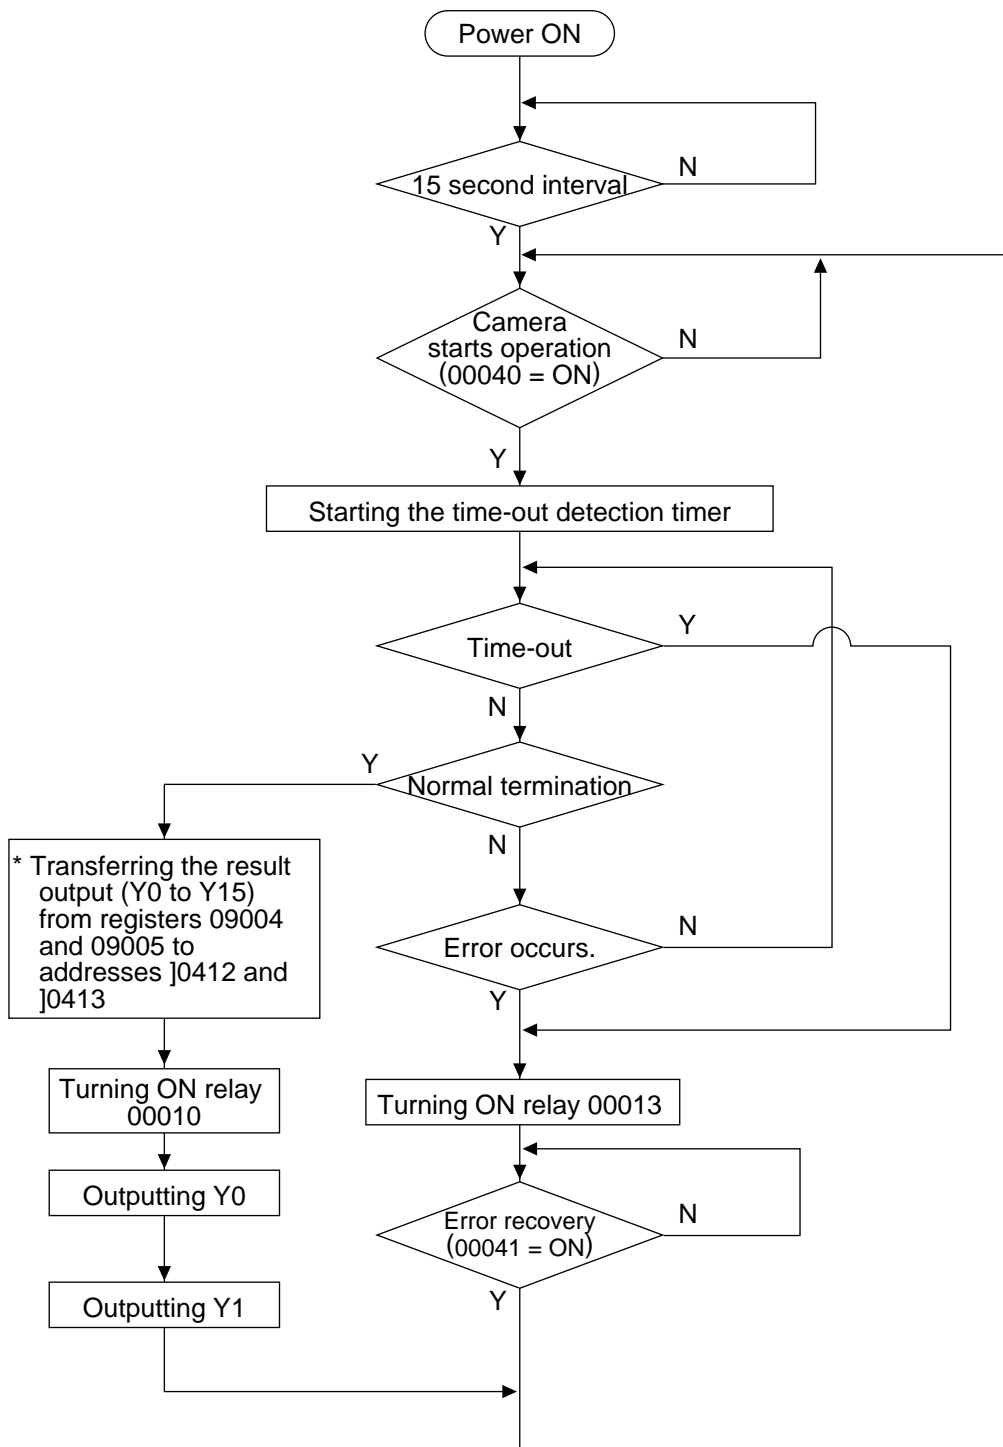 Power ON
15 second interval
N
Y
Camera
starts operation
(00040 = ON)
N
Y
Starting the time-out detection timer
Time-out
Y
N
Normal termination
Y
N
* Transferring the result
output (Y0 to Y15)
from registers 09004
and 09005 to
addresses ]0412 and
]0413
Error occurs.
N
Y
Turning ON relay
00010
Turning ON relay 00013
Outputting Y0
Error recovery
(00041 = ON)
N
Y
Outputting Y1